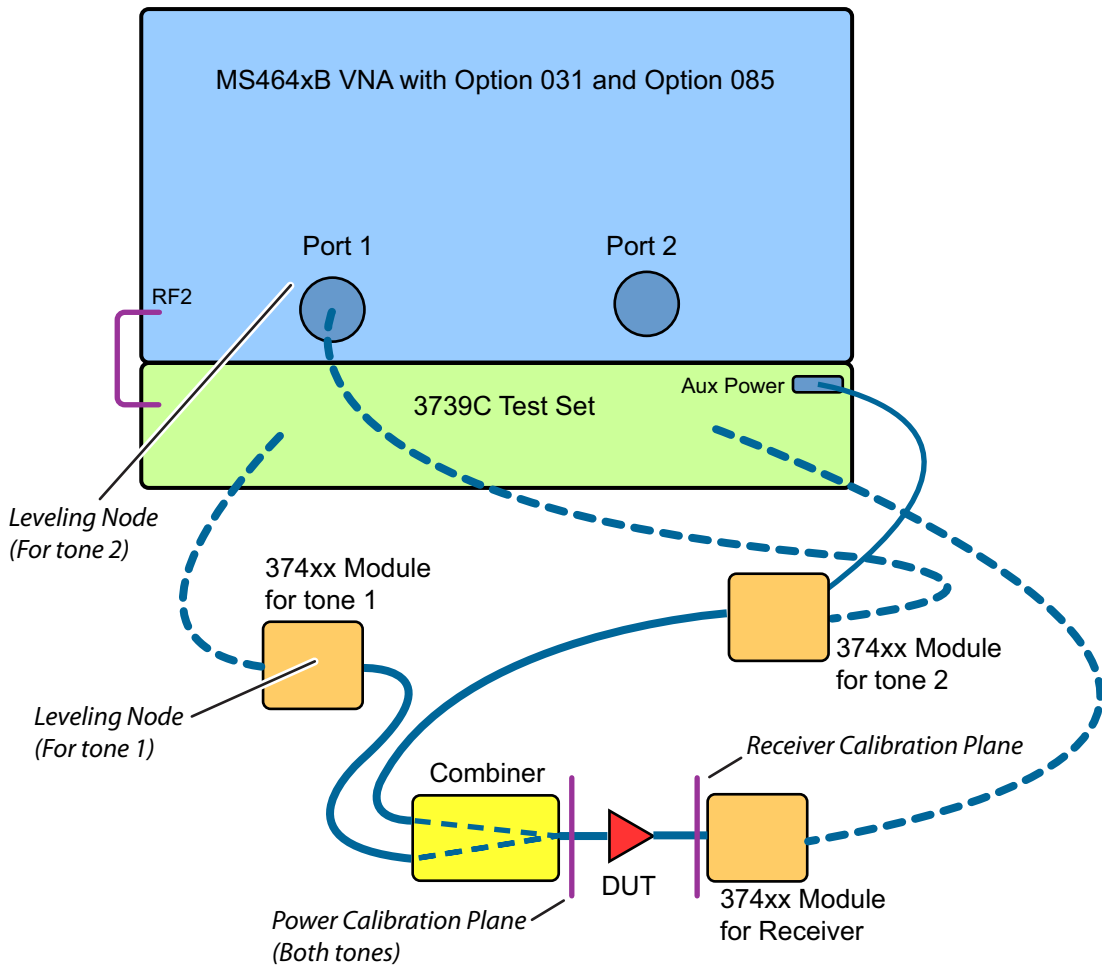 MS464xB VNA with Option 031 and Option 085
Port 1
Port 2
RF2
Aux Power
3739C Test Set
Leveling Node
(For tone 2)
374xx Module
for tone 1
374xx Module
for tone 2
Leveling Node
(For tone 1)
Receiver Calibration Plane
Combiner
DUT
374xx Module
for Receiver
Power Calibration Plane
(Both tones)